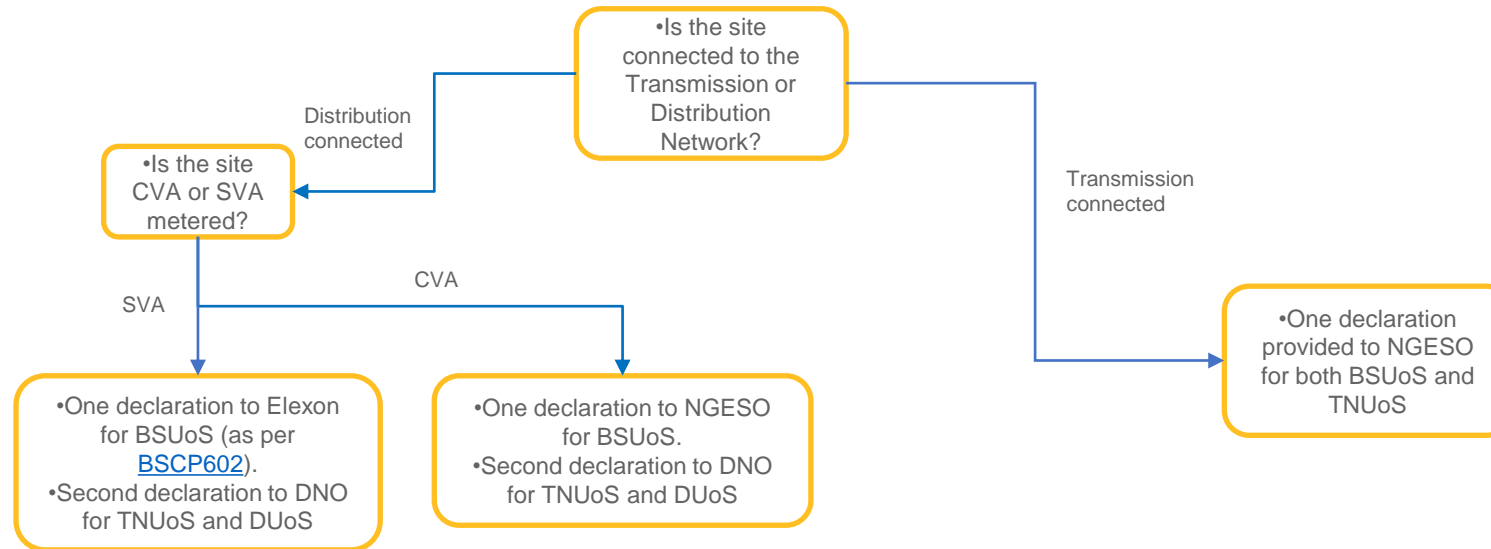 •Is the site
connected to the
Transmission or
Distribution
Network?
Distribution
connected
•Is the site
CVA or SVA
metered?
Transmission
connected
CVA
SVA
•One declaration
provided to NGESO
for both BSUoS and
TNUoS
•One declaration to Elexon
for BSUoS (as per
BSCP602).
•Second declaration to DNO
for TNUoS and DUoS
•One declaration to NGESO
for BSUoS.
•Second declaration to DNO
for TNUoS and DUoS